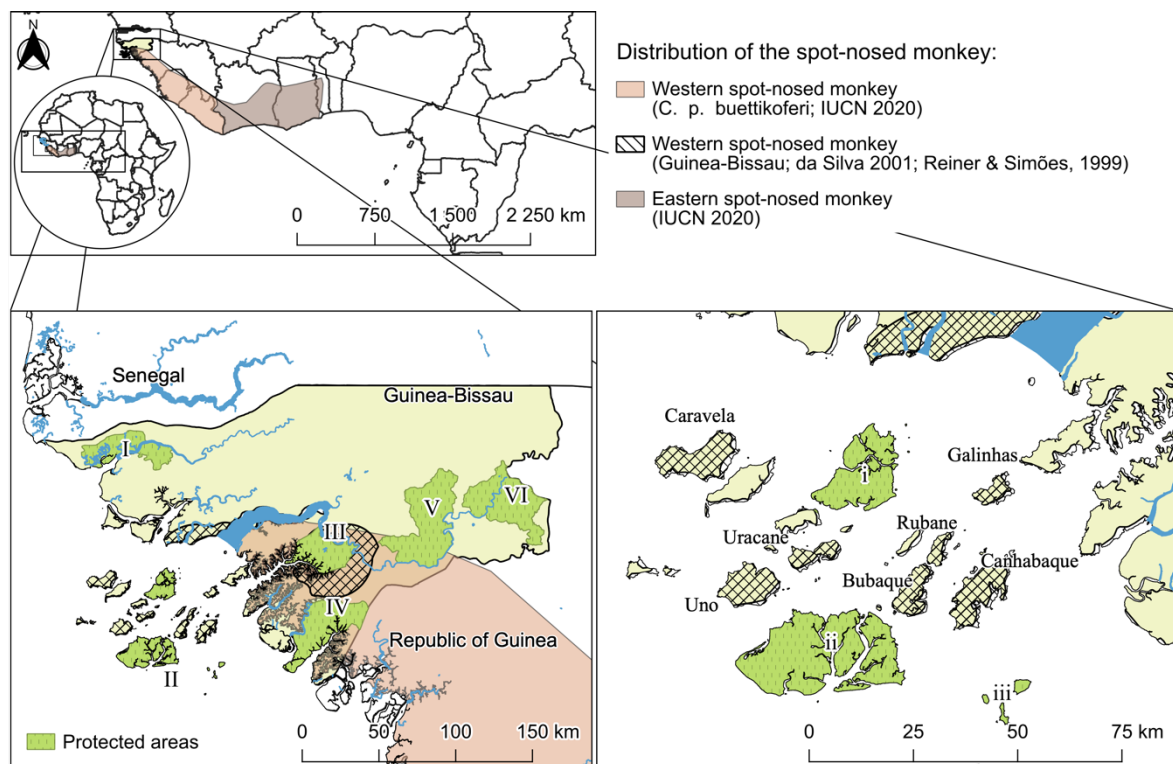 N
0 750 1 500 2 250 km
Distribution of the spot-nosed monkey:
Western spot-nosed monkey
(C. p. buettikoferi; IUCN 2020)
Western spot-nosed monkey
(Guinea-Bissau; da Silva 2001; Reiner & Simões, 1999)
Eastern spot-nosed monkey
(IUCN 2020)
Senegal
Guinea-Bissau
I
II
III
IV
V
VI
Republic of Guinea
Protected areas
0 50 100 150 km
Caravela
i
Galinhas
Uracane
Rubane
Canhabaque
Bubaque
Uno
ii
iii
0 25 50 75 km